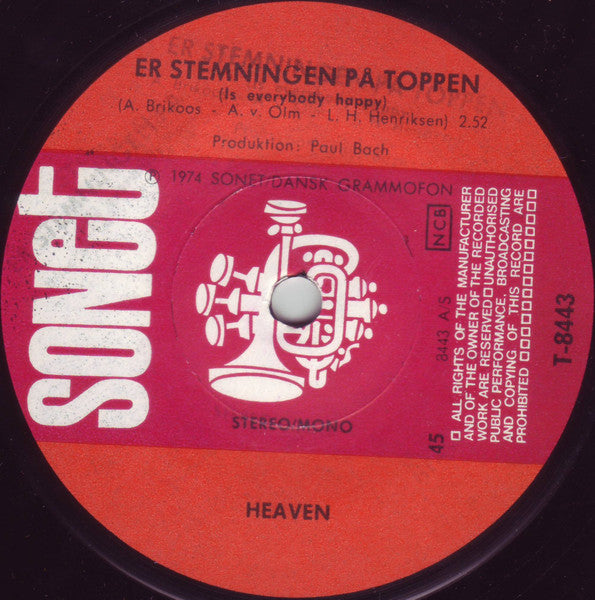 ER STEMNINGEN PÅ TOPPEN
(Is everybody happy)
(A. Brikoos - A. v. Olm - L. H. Henriksen) 2.52
Produktion: Paul Bach
℗ 1974 SONET/DANSK GRAMMOFON
SONET
NCB
STEREO/MONO
HEAVEN
45
8443 A/S
□ ALL RIGHTS OF THE MANUFACTURER
AND OF THE OWNER OF THE RECORDED
WORK ARE RESERVED □ UNAUTHORISED
PUBLIC PERFORMANCE, BROADCASTING
AND COPYING OF THIS RECORD ARE
PROHIBITED □□□□□□□□□□□□□
T-8443